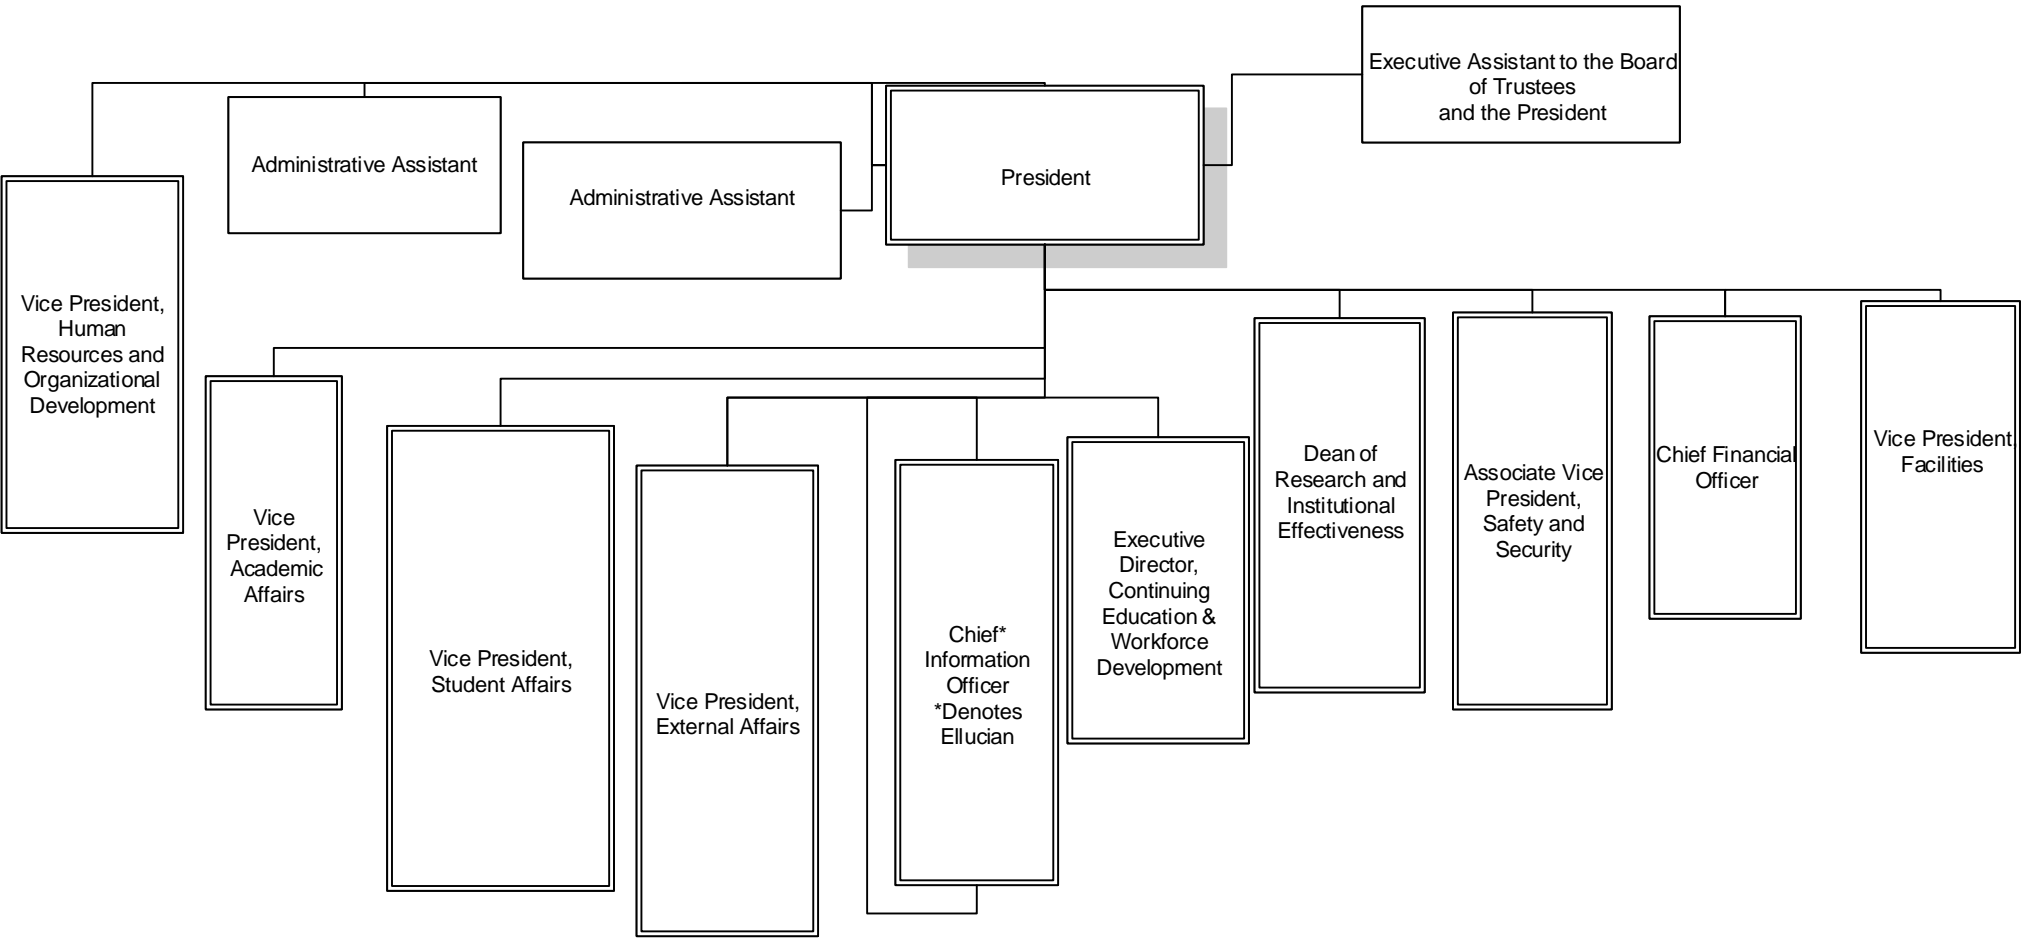 Executive Assistant to the Board
of Trustees
and the President
Administrative Assistant
Administrative Assistant
President
Vice President,
Human
Resources and
Organizational
Development
Vice
President,
Academic
Affairs
Vice President,
Student Affairs
Vice President,
External Affairs
Chief*
Information
Officer
*Denotes
Ellucian
Executive
Director,
Continuing
Education &
Workforce
Development
Dean of
Research and
Institutional
Effectiveness
Associate Vice
President,
Safety and
Security
Chief Financial
Officer
Vice President,
Facilities